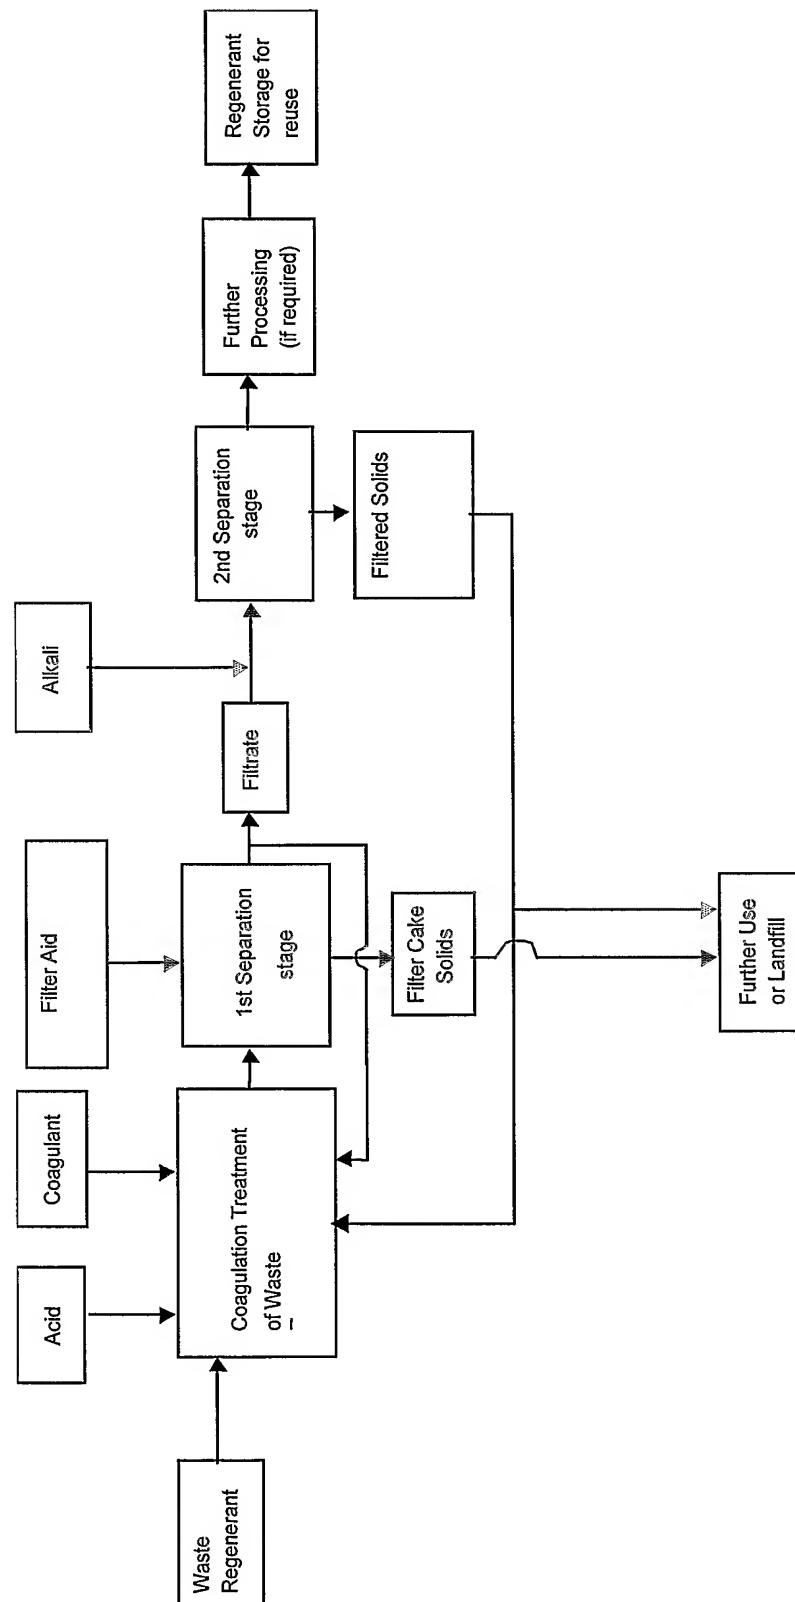 Waste
Regenerant
Acid
Coagulant
Coagulation Treatment
of Waste
Filter Aid
1st Separation
stage
Filter Cake
Solids
Filtrate
Alkali
2nd Separation
stage
Filtered Solids
Further
Processing
(if required)
Regenerant
Storage for
reuse
Further Use
or Landfill